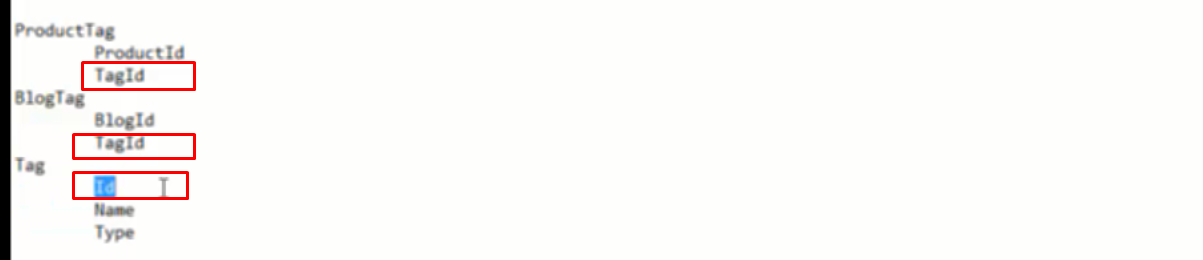 ProductTag
ProductId
TagId
BlogTag
BlogId
TagId
Tag
Id
Name
Type